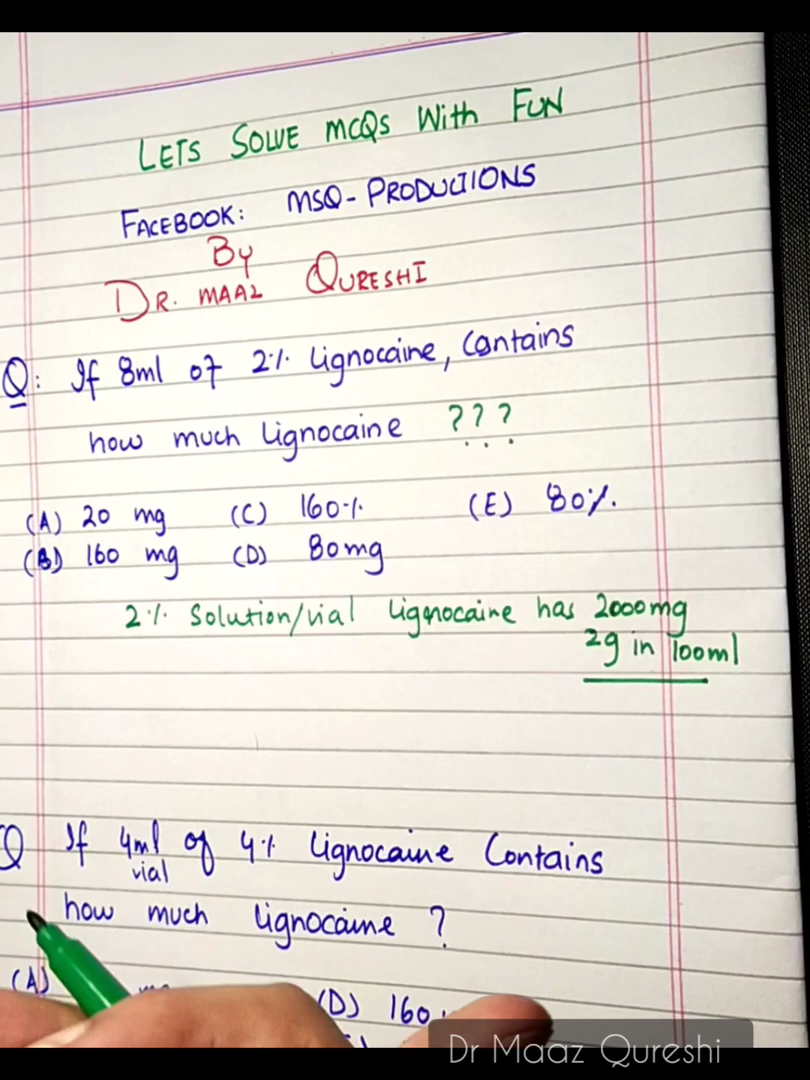 LETS SOLVE MCQs With FUN
FACEBOOK: MSQ-PRODUCTIONS
By
DR. MAAZ QURESHI
Q: If 8ml of 2% Lignocaine, Contains
how much Lignocaine ???
(A) 20 mg (C) 160% (E) 80%.
(B) 160 mg (D) 80mg
2% Solution/vial Lignocaine has 2000mg
2g in 100ml
Q If 4ml of 4% Lignocaine Contains
vial
how much Lignocaine ?
(A)
(D) 160
Dr Maaz Qureshi